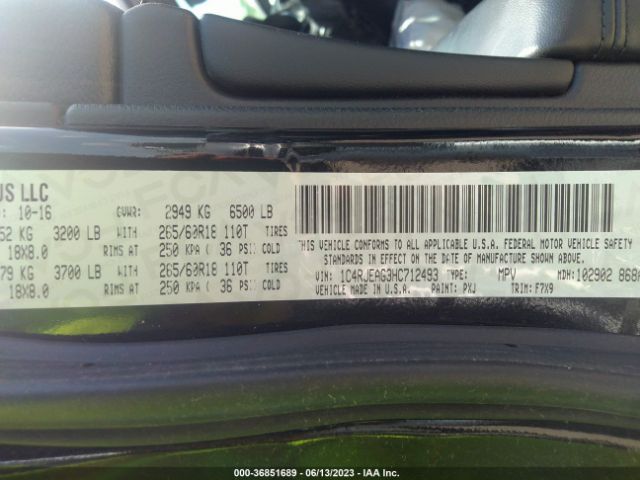 US LLC
10-16 GVWR: 2949 KG 6500 LB
52 KG 3200 LB WITH 265/60R18 110T TIRES
18X8.0 RIMS AT 250 KPA ( 36 PSI) COLD
79 KG 3700 LB WITH 265/60R18 110T TIRES
18X8.0 RIMS AT 250 KPA ( 36 PSI) COLD
THIS VEHICLE CONFORMS TO ALL APPLICABLE U.S.A. FEDERAL MOTOR VEHICLE SAFETY
STANDARDS IN EFFECT ON THE DATE OF MANUFACTURE SHOWN ABOVE.
VIN: 1C4RJEAG3HC712493 TYPE: MPV MDH: 102902 868
VEHICLE MADE IN U.S.A. PAINT: PXJ TRIM: F7X9
000-36851689 - 06/13/2023 - IAA Inc.